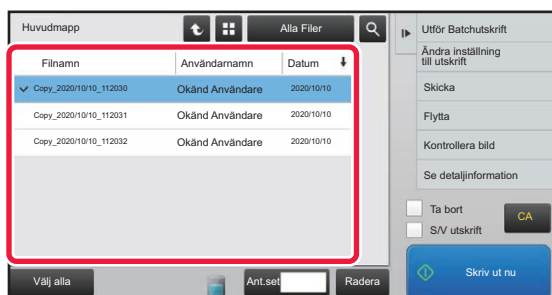 Huvudmapp
Alla Filer
Filnamn Användarnamn Datum
Copy_2020/10/10_112030 Okänd Användare 2020/10/10
Copy_2020/10/10_112031 Okänd Användare 2020/10/10
Copy_2020/10/10_112032 Okänd Användare 2020/10/10
Välj alla
Ant.set
Radera
Utför Batchutskrift
Ändra inställning
till utskrift
Skicka
Flytta
Kontrollera bild
Se detaljinformation
Ta bort
S/V utskrift
CA
Skriv ut nu